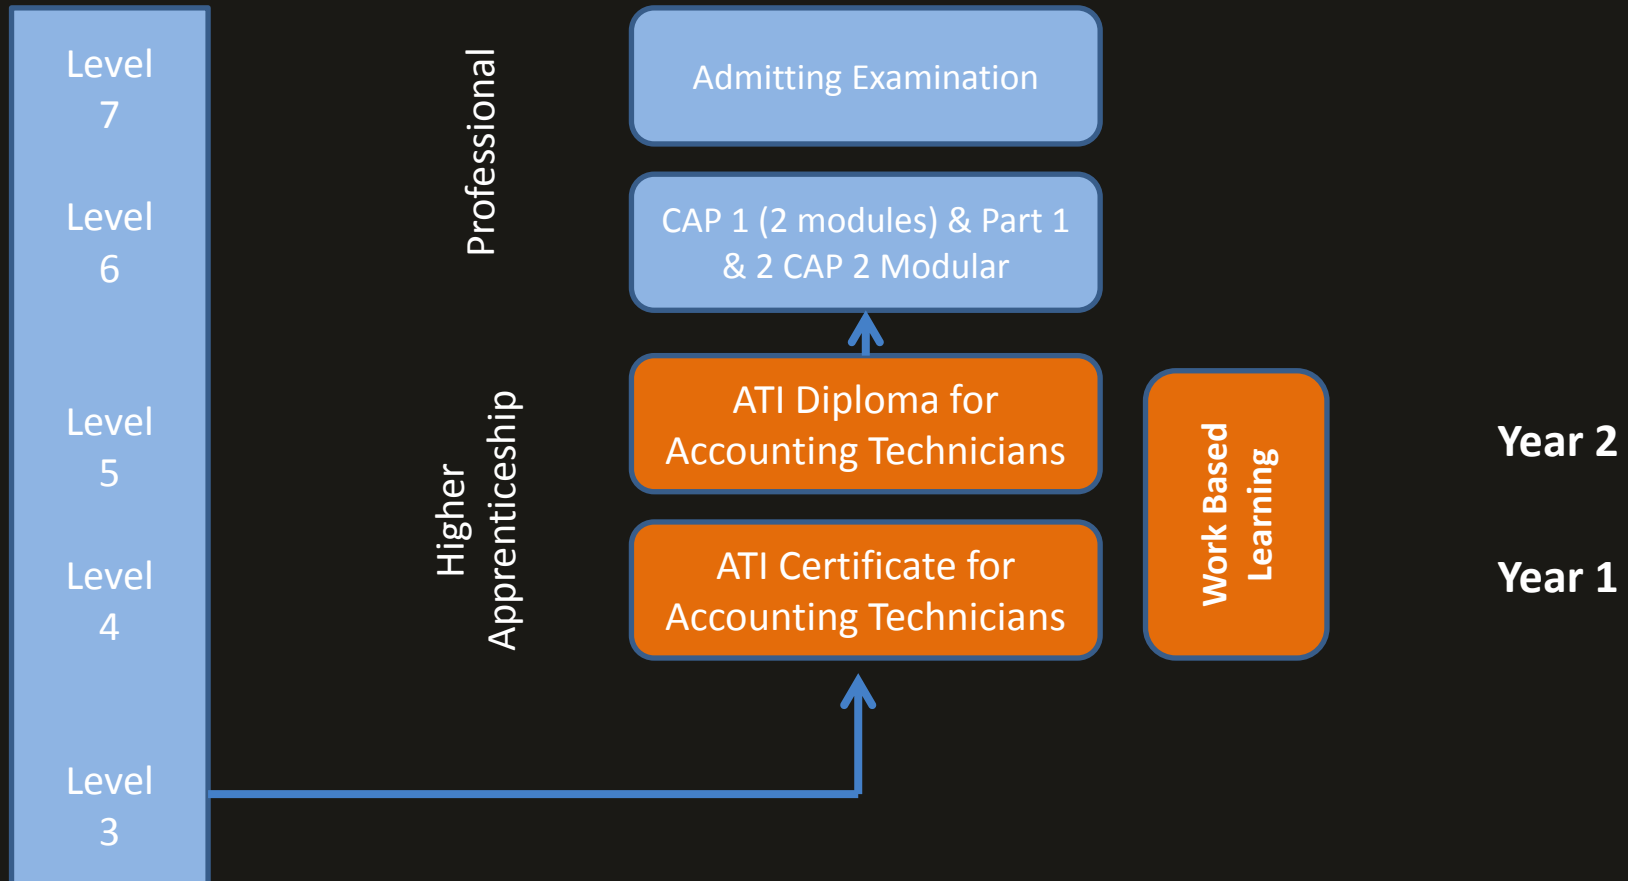 Level
7
Level
6
Level
5
Level
4
Level
3
Professional
Higher
Apprenticeship
Admitting Examination
CAP 1 (2 modules) & Part 1
& 2 CAP 2 Modular
ATI Diploma for
Accounting Technicians
ATI Certificate for
Accounting Technicians
Work Based
Learning
Year 2
Year 1